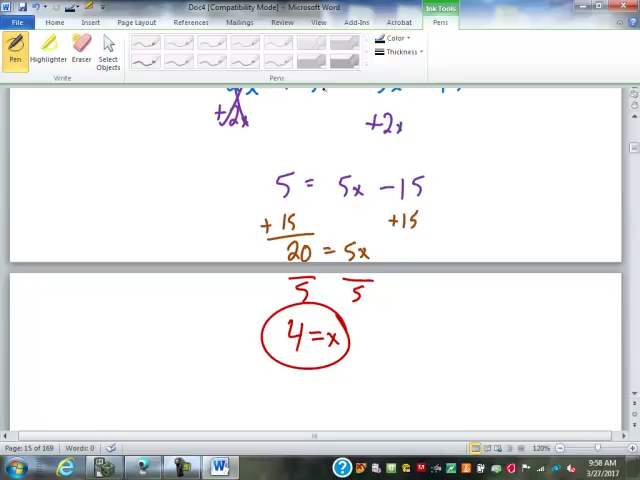 Doc4 [Compatibility Mode] - Microsoft Word
Ink Tools
File Home Insert Page Layout References Mailings Review View Add-Ins Acrobat Pens
Pen Highlighter Eraser Select Objects
Color
Thickness
Write Pens
+2x +2x
5 = 5x -15
+ 15 +15
20 = 5x
5 5
4 = x
Page: 15 of 169 Words: 0 120%
9:58 AM
3/27/2017